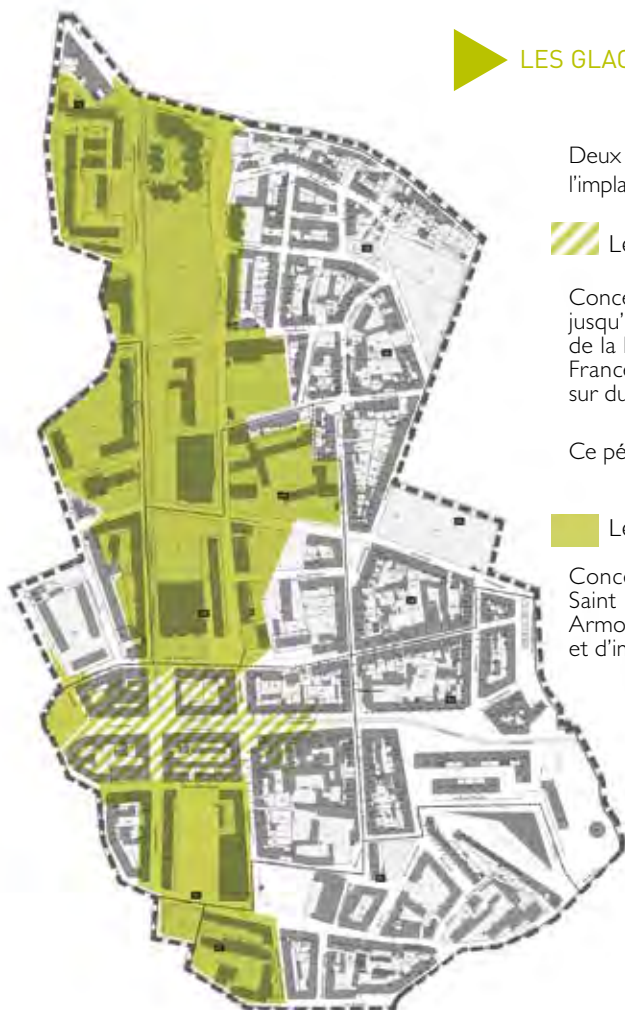 LES GLAC
Deux
l'impla
Le
Conce
jusqu'
de la
France
sur du
Ce pé
Le
Conce
Saint
Armo
et d'ir